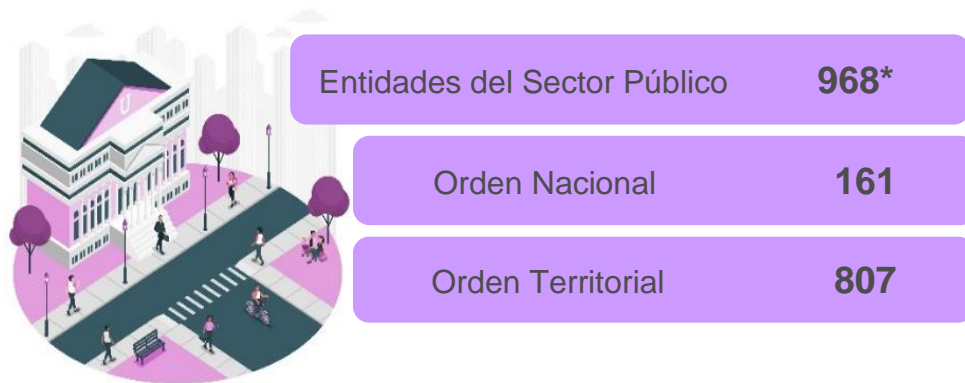 Entidades del Sector Público 968*
Orden Nacional 161
Orden Territorial 807